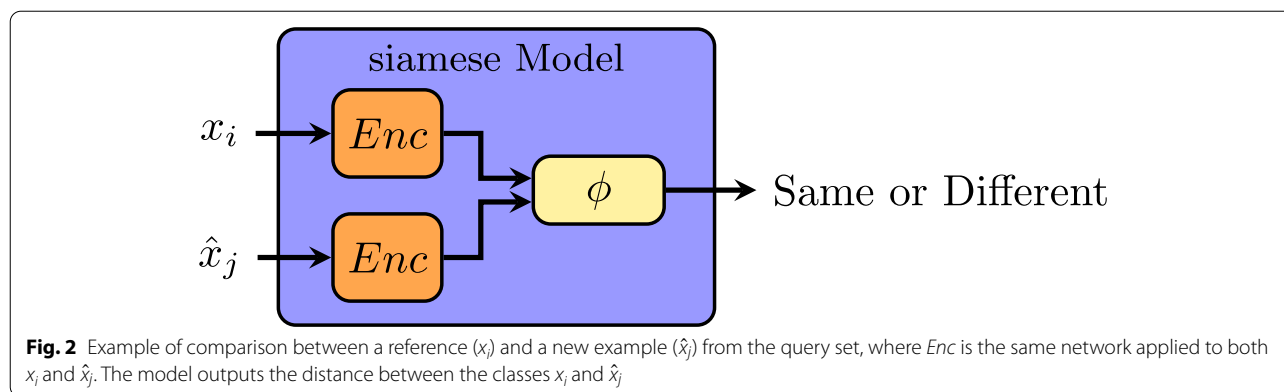 siamese Model
x_i
Enc
ϕ
Same or Different
x̂_j
Enc
Fig. 2 Example of comparison between a reference (x_i) and a new example (x̂_j) from the query set, where Enc is the same network applied to both
x_i and x̂_j. The model outputs the distance between the classes x_i and x̂_j